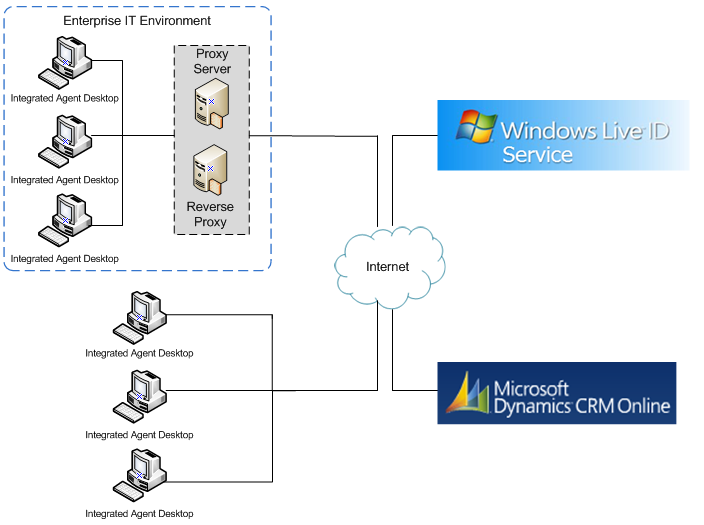 Enterprise IT Environment
Proxy
Server
Integrated Agent Desktop
Integrated Agent Desktop
Reverse
Proxy
Integrated Agent Desktop
Windows Live ID
Service
Internet
Integrated Agent Desktop
Integrated Agent Desktop
Integrated Agent Desktop
Microsoft
Dynamics CRM Online